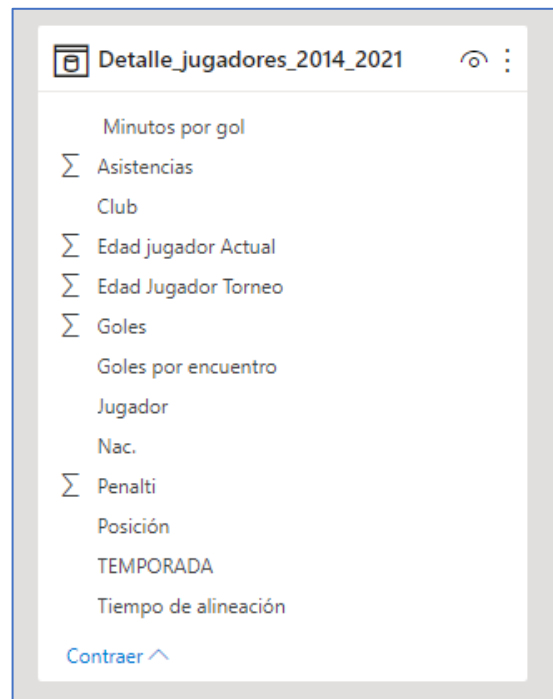 Detalle_jugadores_2014_2021
Minutos por gol
∑ Asistencias
Club
∑ Edad jugador Actual
∑ Edad Jugador Torneo
∑ Goles
Goles por encuentro
Jugador
Nac.
∑ Penalti
Posición
TEMPORADA
Tiempo de alineación
Contraer